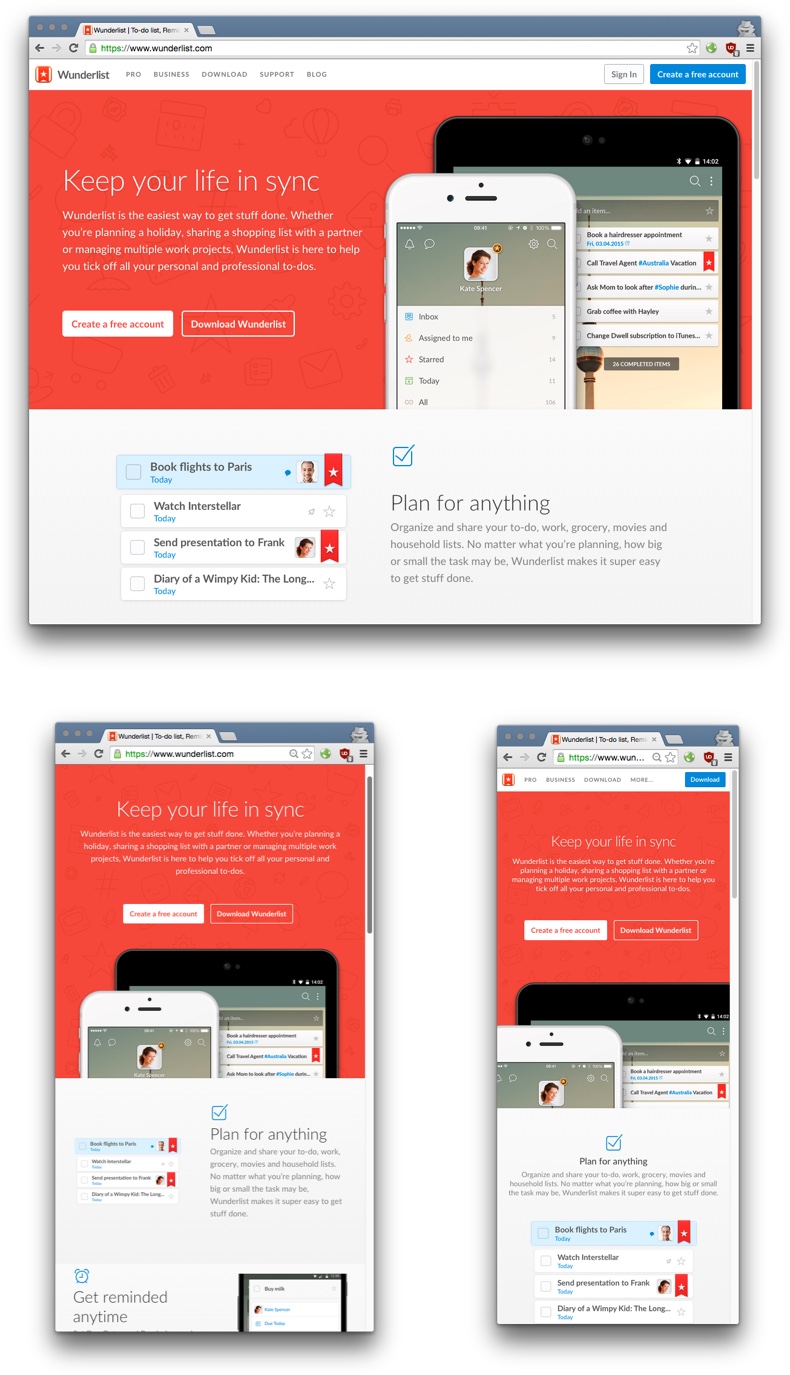 Wunderlist | To-do list, Rem
https://www.wunderlist.com
Wunderlist PRO BUSINESS DOWNLOAD SUPPORT BLOG Sign In Create a free account
Keep your life in sync
Wunderlist is the easiest way to get stuff done. Whether
you're planning a holiday, sharing a shopping list with a partner
or managing multiple work projects, Wunderlist is here to help
you tick off all your personal and professional to-dos.
Create a free account Download Wunderlist
14:02
09:41 100%
Kate Spencer
Inbox 5
Assigned to me 9
Starred 14
Today 11
All 106
d an item...
Book a hairdresser appointment
Fri, 03.04.2015
Call Travel Agent #Australia Vacation
Ask Mom to look after #Sophie durin...
Grab coffee with Hayley
Change Dwell subscription to iTunes...
26 COMPLETED ITEMS
Book flights to Paris
Today
Watch Interstellar
Today
Send presentation to Frank
Today
Diary of a Wimpy Kid: The Long...
Today
Plan for anything
Organize and share your to-do, work, grocery, movies and
household lists. No matter what you're planning, how big
or small the task may be, Wunderlist makes it super easy
to get stuff done.
Wunderlist | To-do list, Rem
https://www.wunderlist.com
Keep your life in sync
Wunderlist is the easiest way to get stuff done. Whether you're planning a
holiday, sharing a shopping list with a partner or managing multiple work
projects, Wunderlist is here to help you tick off all your personal and
professional to-dos.
Create a free account Download Wunderlist
14:02
09:41 100%
Kate Spencer
dd an item...
Book a hairdresser appointment
Fri, 03.04.2015
Call Travel Agent #Australia Vacation
Ask Mom to look after #Sophie durin...
Book flights to Paris
Today
Watch Interstellar
Today
Send presentation to Frank
Today
Diary of a Wimpy Kid: The Long...
Today
Plan for anything
Organize and share your to-do, work,
grocery, movies and household lists.
No matter what you're planning, how
big or small the task may be,
Wunderlist makes it super easy to get
stuff done.
Get reminded
anytime
Buy milk
Kate Spencer
Due Today
Wunderlist | To-do list, Rem
https://www.wun...
PRO BUSINESS DOWNLOAD MORE... Download
Keep your life in sync
Wunderlist is the easiest way to get stuff done. Whether you're
planning a holiday, sharing a shopping list with a partner or
managing multiple work projects, Wunderlist is here to help you
tick off all your personal and professional to-dos.
Create a free account Download Wunderlist
14:02
09:41 100%
dd an item...
Book a hairdresser appointment
Fri, 03.04.2015
Call Travel Agent #Australia Vacation
Plan for anything
Organize and share your to-do, work, grocery, movies and
household lists. No matter what you're planning, how big or small
the task may be, Wunderlist makes it super easy to get stuff done.
Book flights to Paris
Today
Watch Interstellar
Today
Send presentation to Frank
Today
Diary of a Wimpy Kid: The Long...
Today